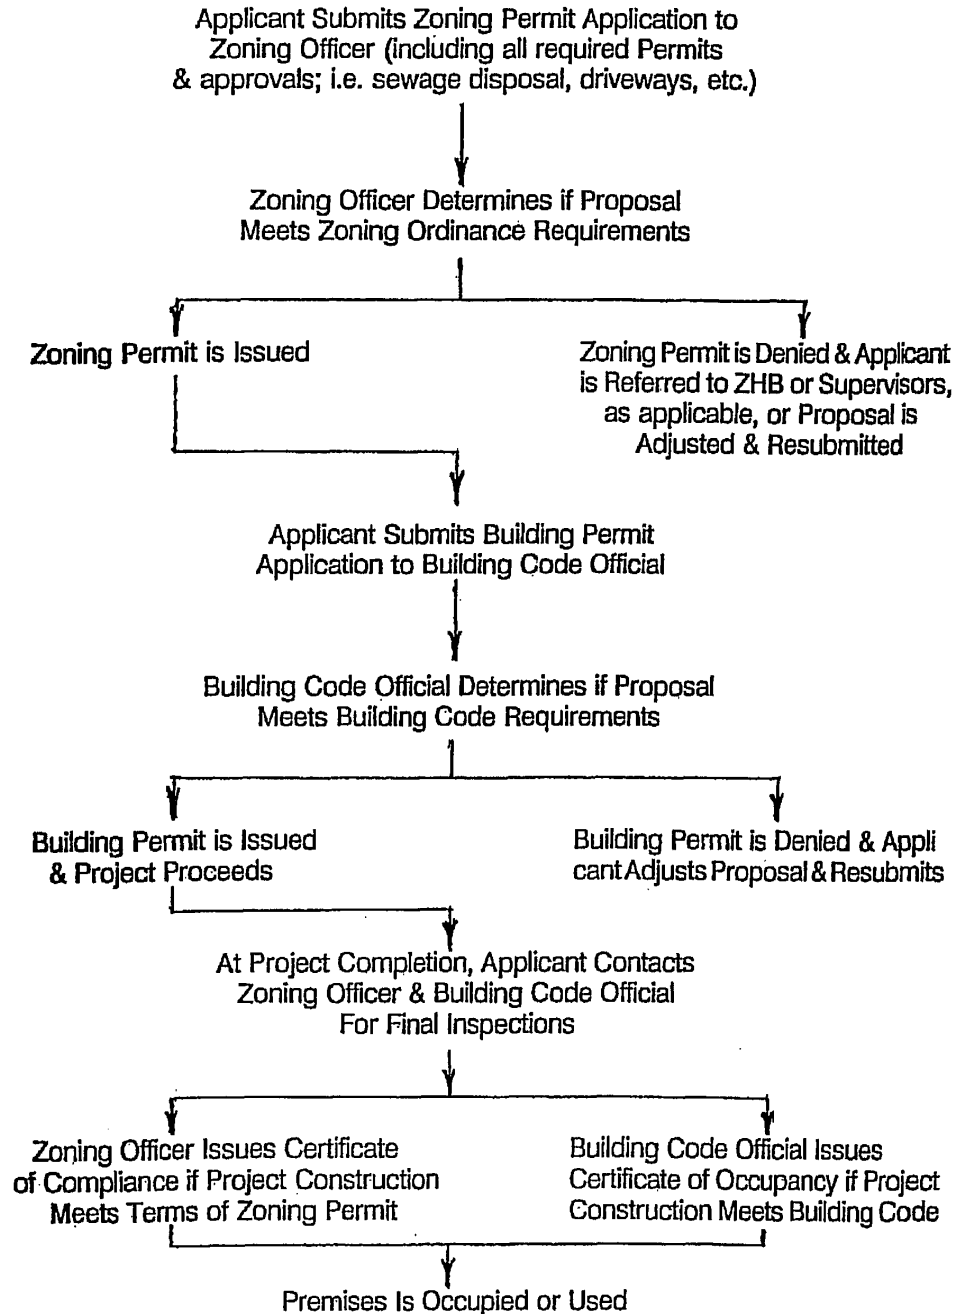 Applicant Submits Zoning Permit Application to
Zoning Officer (including all required Permits
& approvals; i.e. sewage disposal, driveways, etc.)
Zoning Officer Determines if Proposal
Meets Zoning Ordinance Requirements
Zoning Permit is Issued
Zoning Permit is Denied & Applicant
is Referred to ZHB or Supervisors,
as applicable, or Proposal is
Adjusted & Resubmitted
Applicant Submits Building Permit
Application to Building Code Official
Building Code Official Determines if Proposal
Meets Building Code Requirements
Building Permit is Issued
& Project Proceeds
Building Permit is Denied & Appli
cant Adjusts Proposal & Resubmits
At Project Completion, Applicant Contacts
Zoning Officer & Building Code Official
For Final Inspections
Zoning Officer Issues Certificate
of Compliance if Project Construction
Meets Terms of Zoning Permit
Building Code Official Issues
Certificate of Occupancy if Project
Construction Meets Building Code
Premises Is Occupied or Used